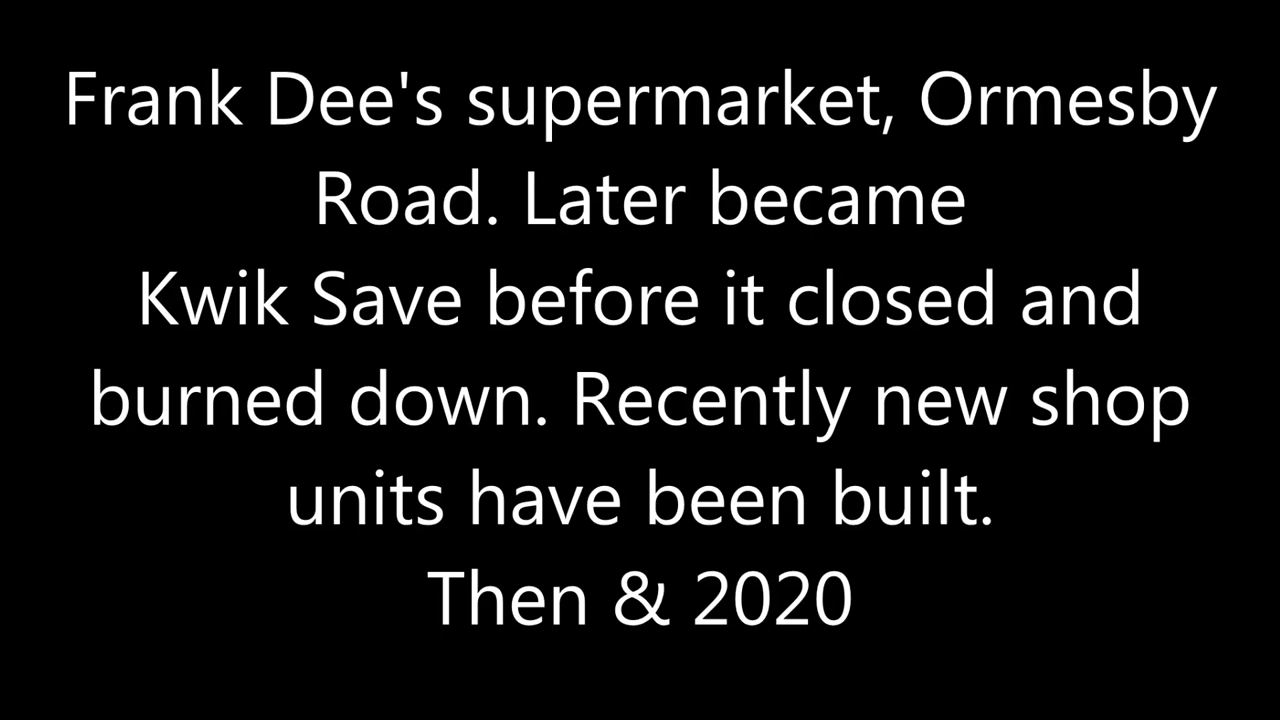 Frank Dee's supermarket, Ormesby
Road. Later became
Kwik Save before it closed and
burned down. Recently new shop
units have been built.
Then & 2020